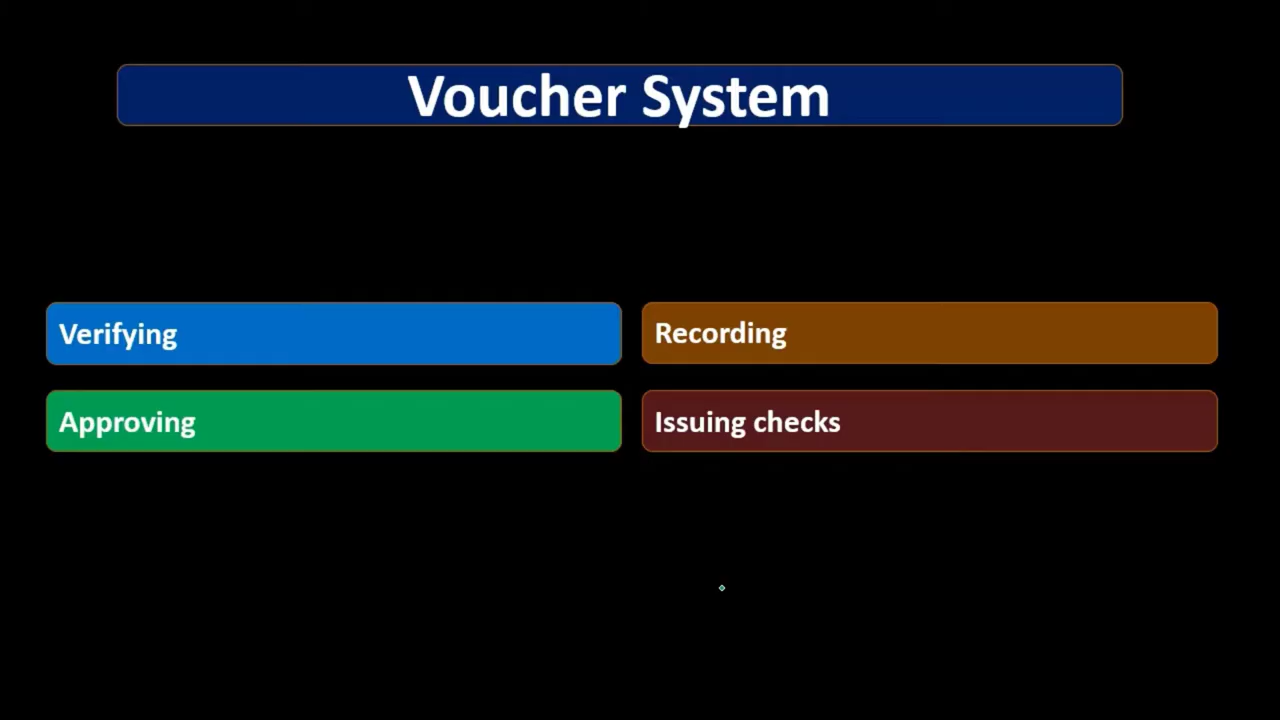 Voucher System
Verifying
Recording
Approving
Issuing checks